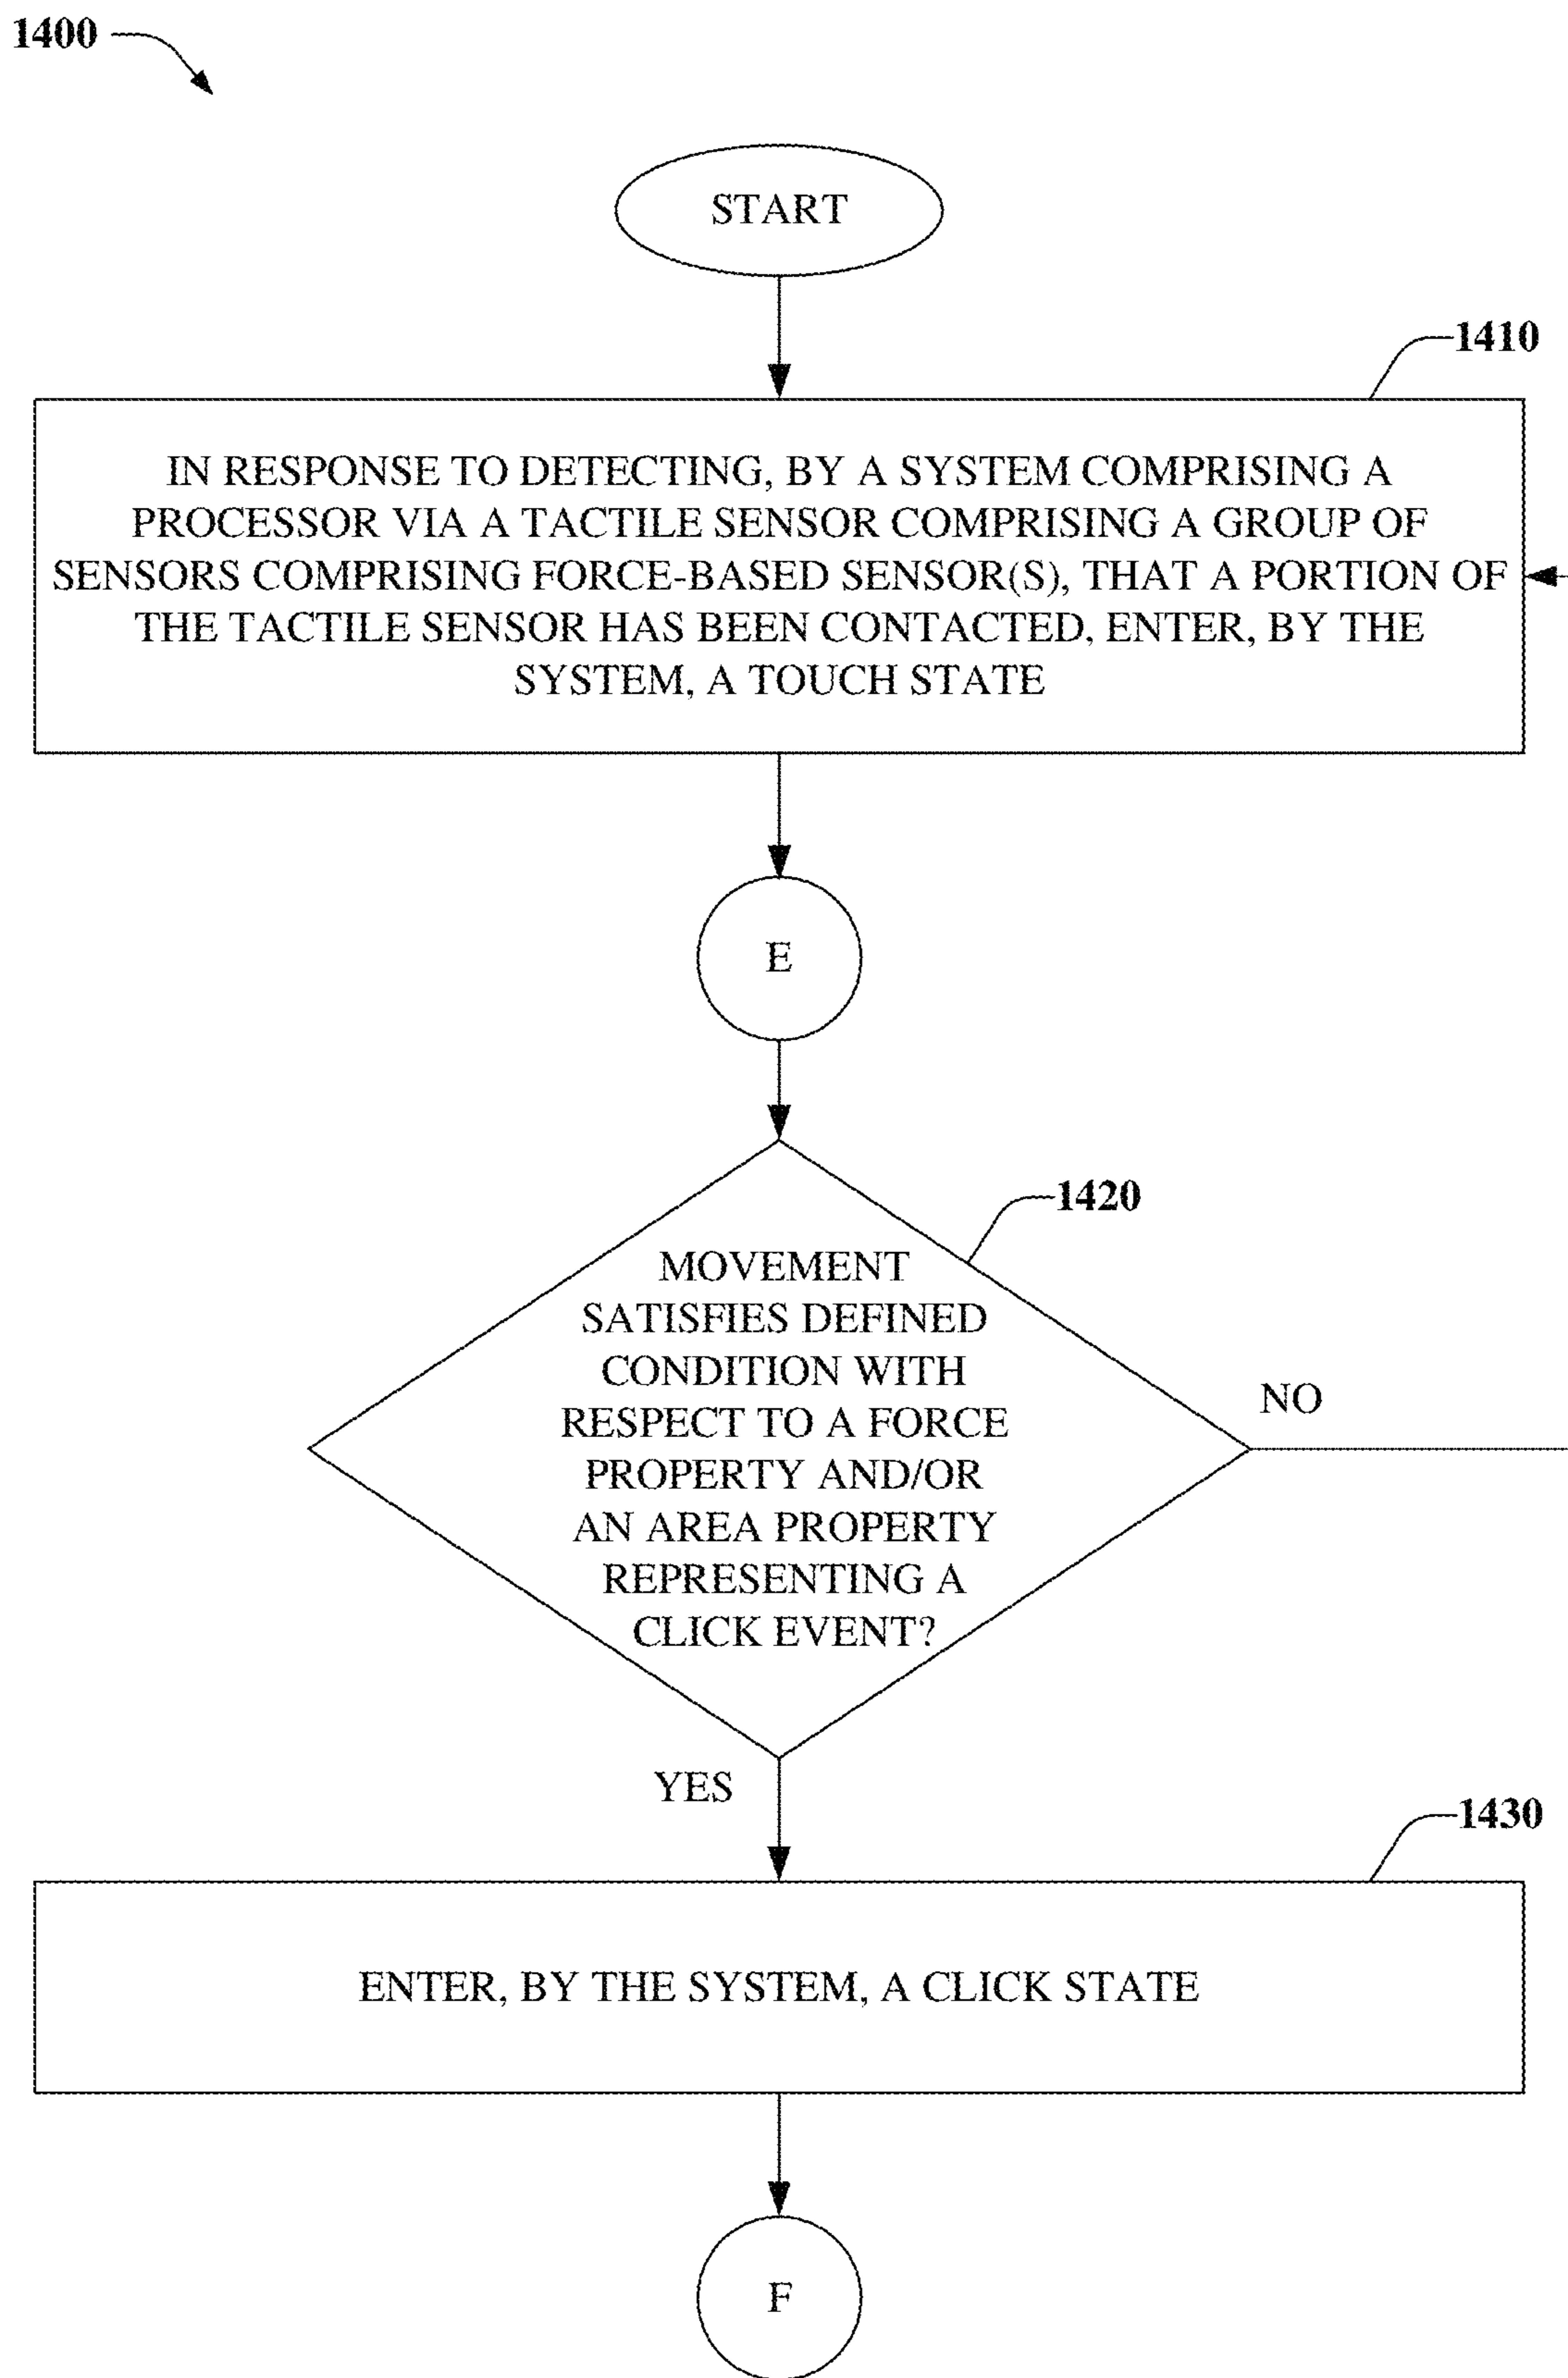 1400
START
1410
IN RESPONSE TO DETECTING, BY A SYSTEM COMPRISING A
PROCESSOR VIA A TACTILE SENSOR COMPRISING A GROUP OF
SENSORS COMPRISING FORCE-BASED SENSOR(S), THAT A PORTION OF
THE TACTILE SENSOR HAS BEEN CONTACTED, ENTER, BY THE
SYSTEM, A TOUCH STATE
E
1420
MOVEMENT
SATISFIES DEFINED
CONDITION WITH
RESPECT TO A FORCE
PROPERTY AND/OR
AN AREA PROPERTY
REPRESENTING A
CLICK EVENT?
NO
YES
1430
ENTER, BY THE SYSTEM, A CLICK STATE
F